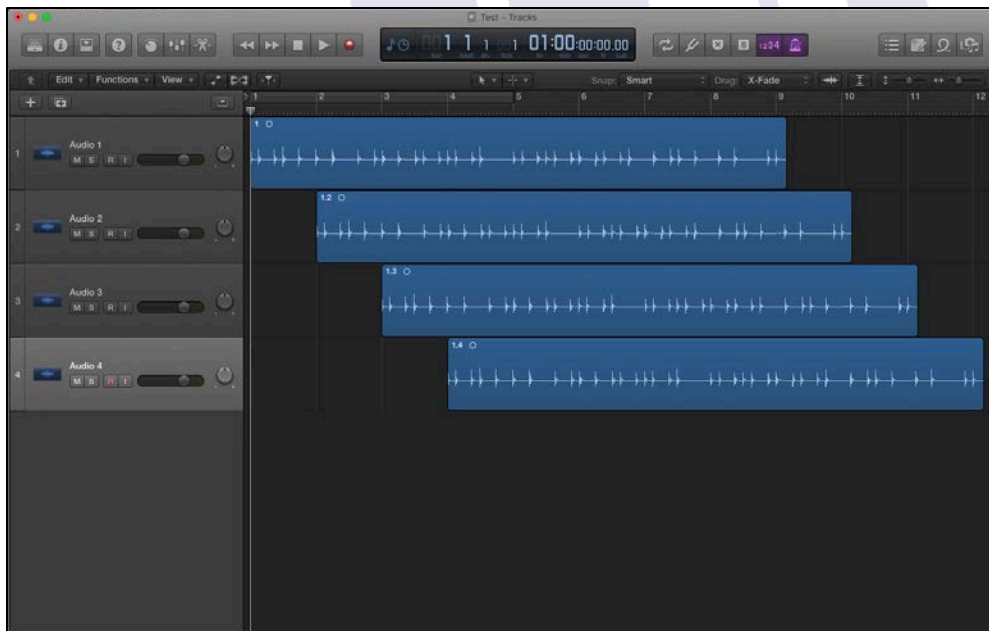 Test - Tracks
1 1 1 1 01:00:00:00.00
1234
Edit Functions View Snap: Smart Drag: X-Fade
1 2 3 4 5 6 7 8 9 10 11 12
1 Audio 1
M S R I
1
2 Audio 2
M S R I
1.2
3 Audio 3
M S R I
1.3
4 Audio 4
M S R I
1.4